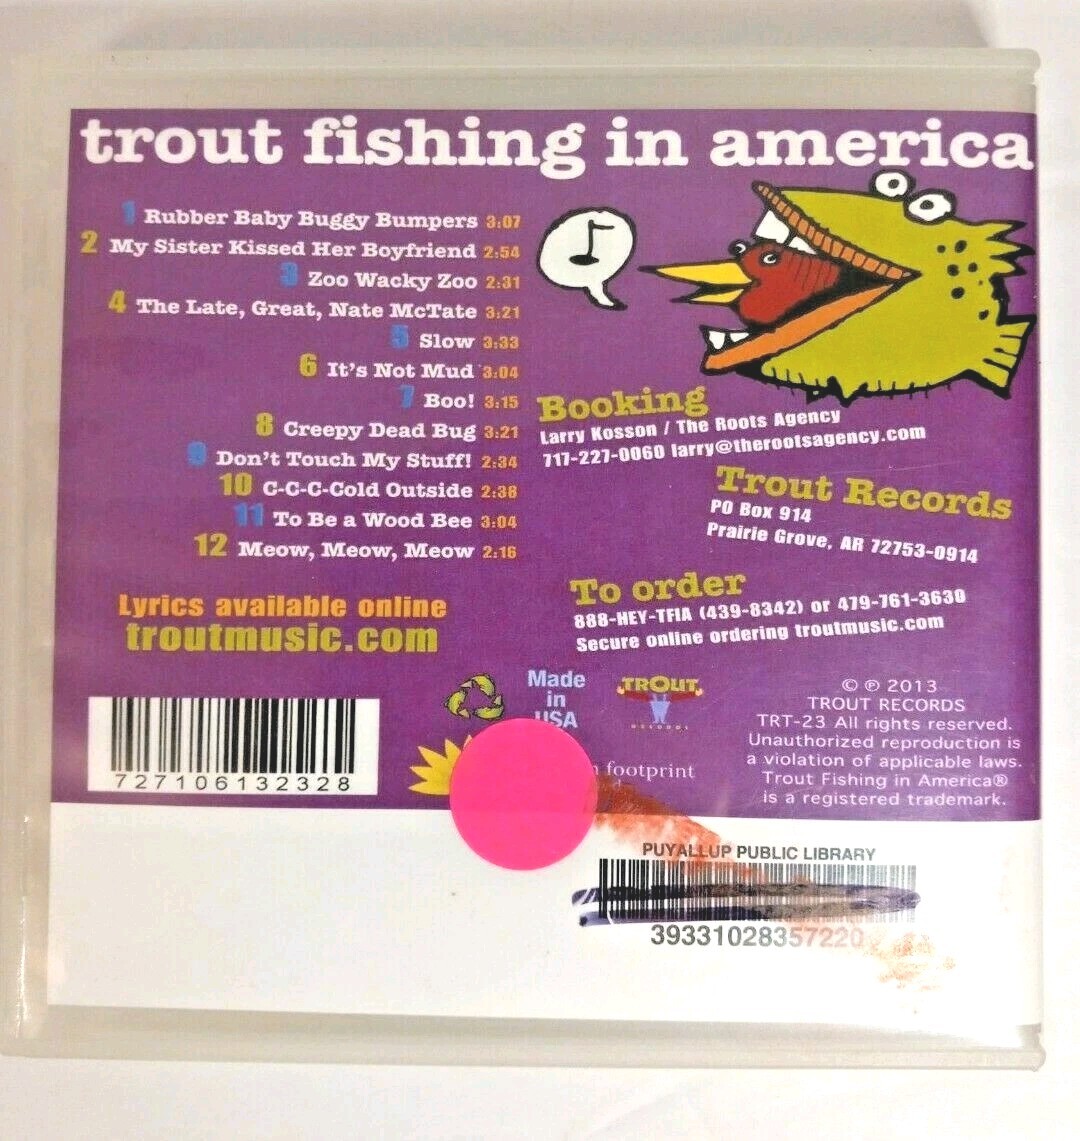 trout fishing in america
1 Rubber Baby Buggy Bumpers 3:07
2 My Sister Kissed Her Boyfriend 2:54
3 Zoo Wacky Zoo 2:31
4 The Late, Great, Nate McTate 3:21
5 Slow 3:33
6 It's Not Mud 3:04
7 Boo! 3:15
8 Creepy Dead Bug 3:21
9 Don't Touch My Stuff! 2:34
10 C-C-C-Cold Outside 2:38
11 To Be a Wood Bee 3:04
12 Meow, Meow, Meow 2:16
Lyrics available online
troutmusic.com
Booking
Larry Kosson / The Roots Agency
717-227-0060 larry@therootsagency.com
Trout Records
PO Box 914
Prairie Grove, AR 72753-0914
To order
888-HEY-TFIA (439-8342) or 479-761-3630
Secure online ordering troutmusic.com
Made
in
USA
TROUT
RECORDS
footprint
© ℗ 2013
TROUT RECORDS
TRT-23 All rights reserved.
Unauthorized reproduction is
a violation of applicable laws.
Trout Fishing in America®
is a registered trademark.
727106132328
PUYALLUP PUBLIC LIBRARY
39331028357220